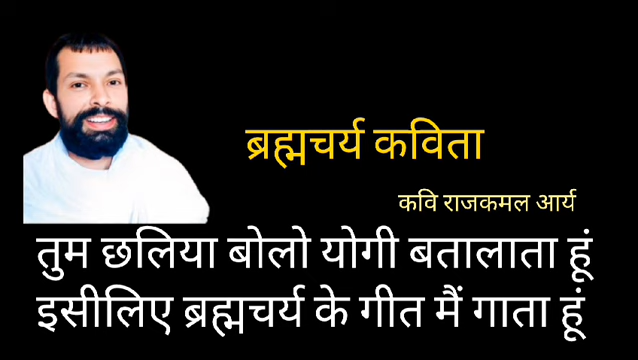 ब्रह्मचर्य कविता
कवि राजकमल आर्य
तुम छलिया बोलो योगी बतालाता हूं
इसीलिए ब्रह्मचर्य के गीत मैं गाता हूं